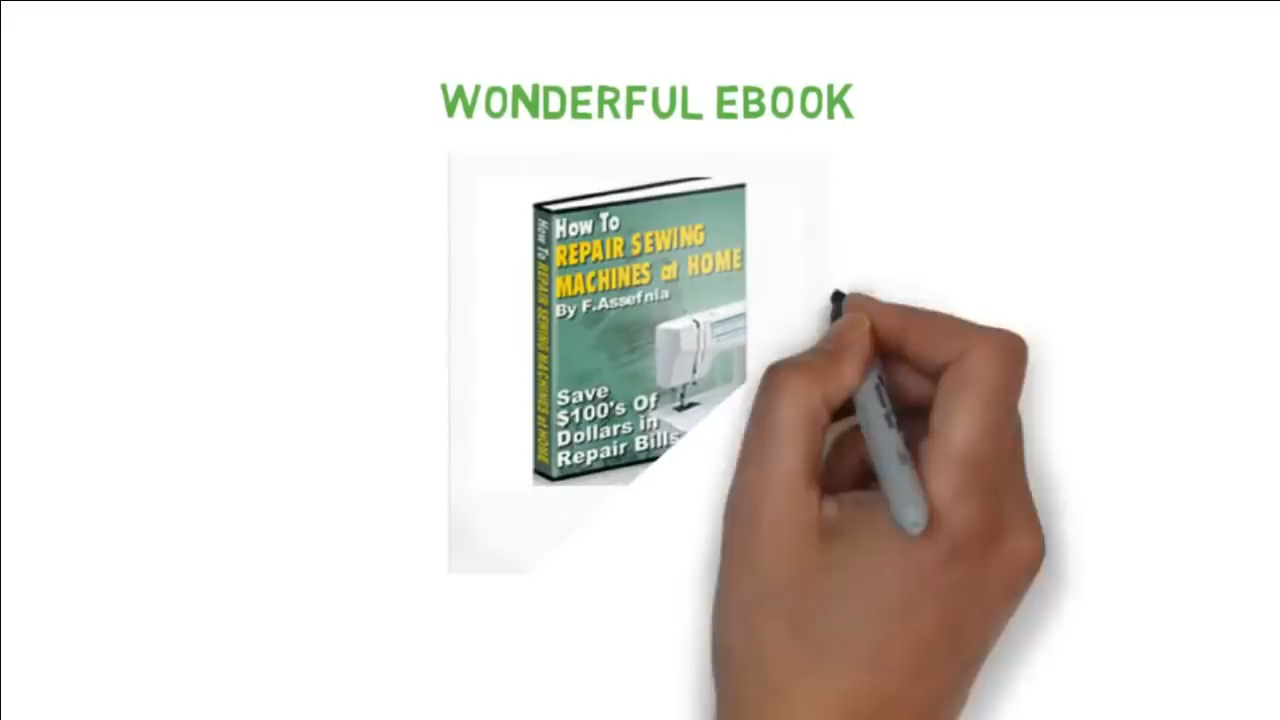 WONDERFUL EBOOK
How To
REPAIR SEWING
MACHINES at HOME
By F.Assefnia
Save
$100's Of
Dollars in
Repair Bills
How To REPAIR SEWING MACHINES at HOME